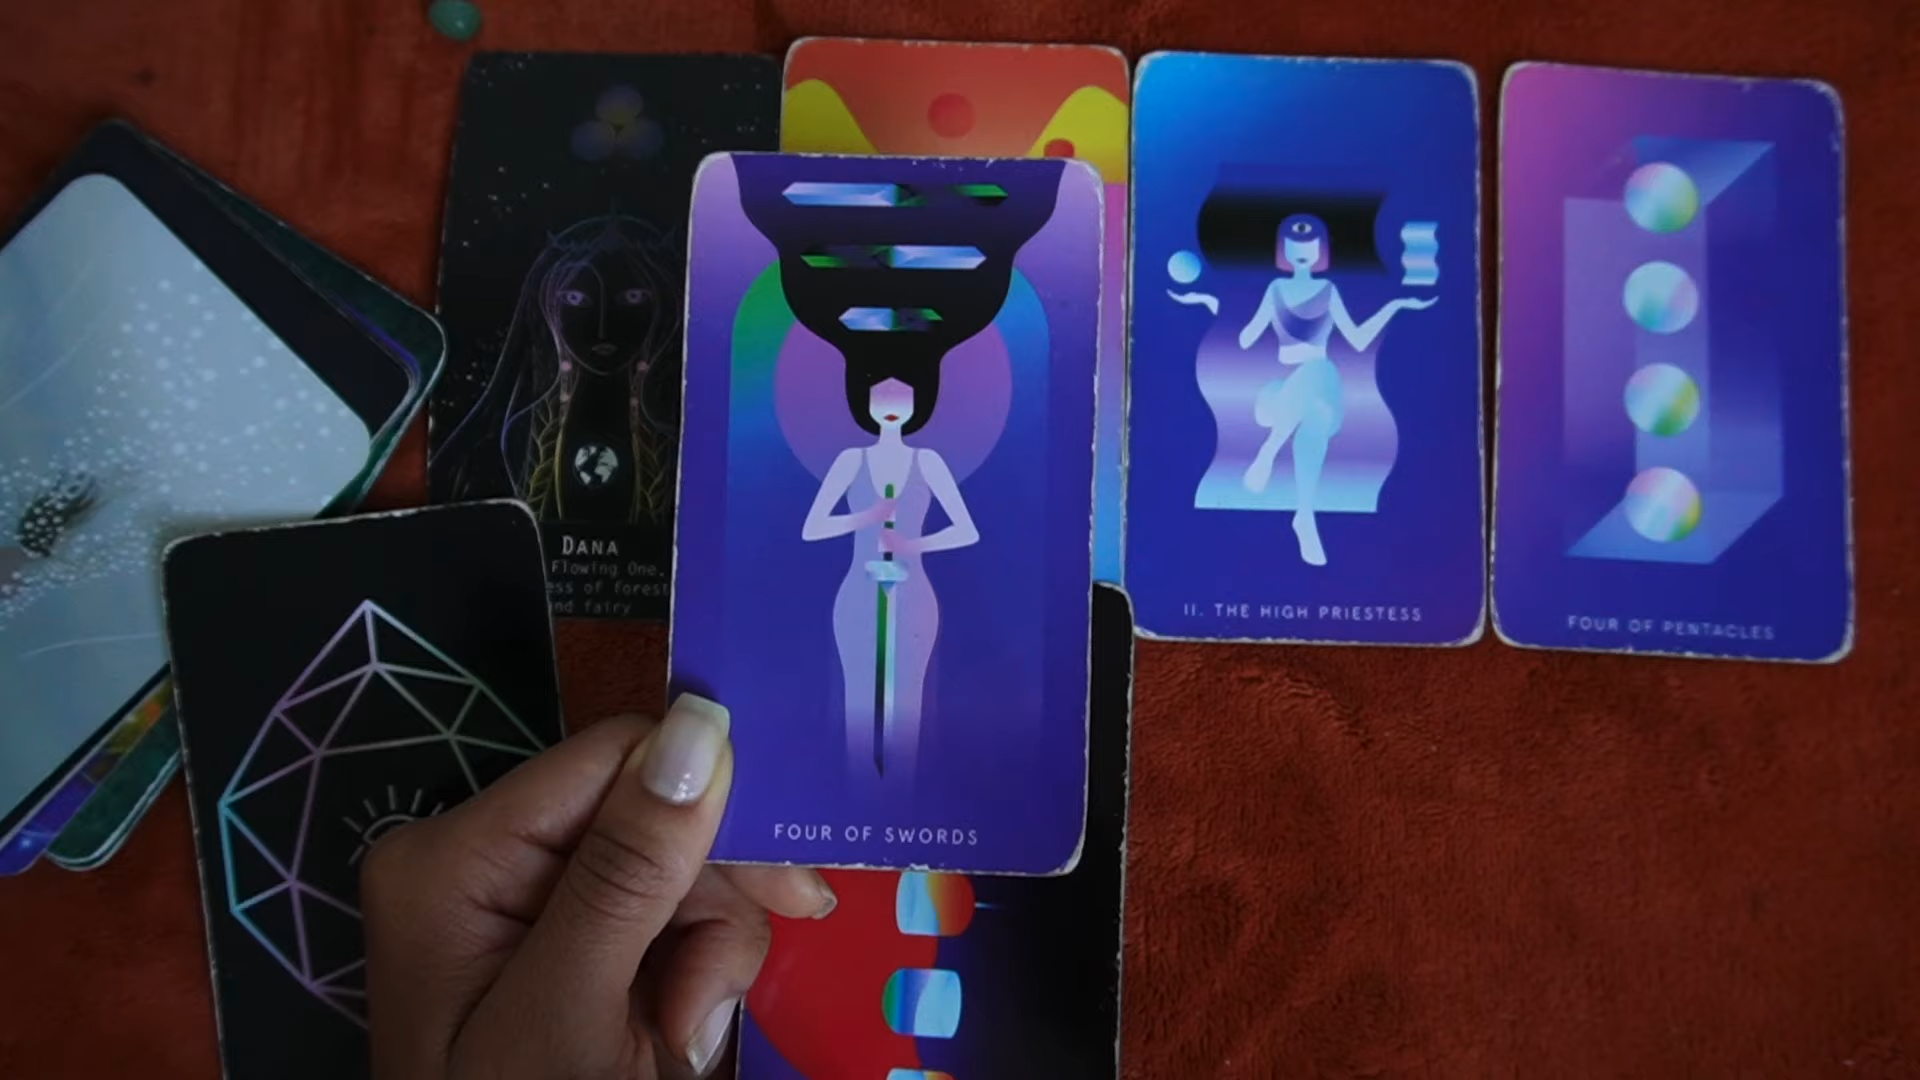 DANA
Flowing One.
ess of forest
nd fairy
FOUR OF SWORDS
II. THE HIGH PRIESTESS
FOUR OF PENTACLES